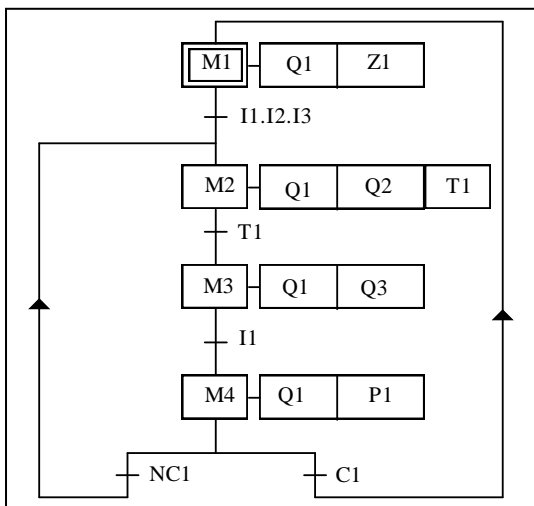 M1 Q1 Z1
I1.I2.I3
M2 Q1 Q2 T1
T1
M3 Q1 Q3
I1
M4 Q1 P1
NC1 C1